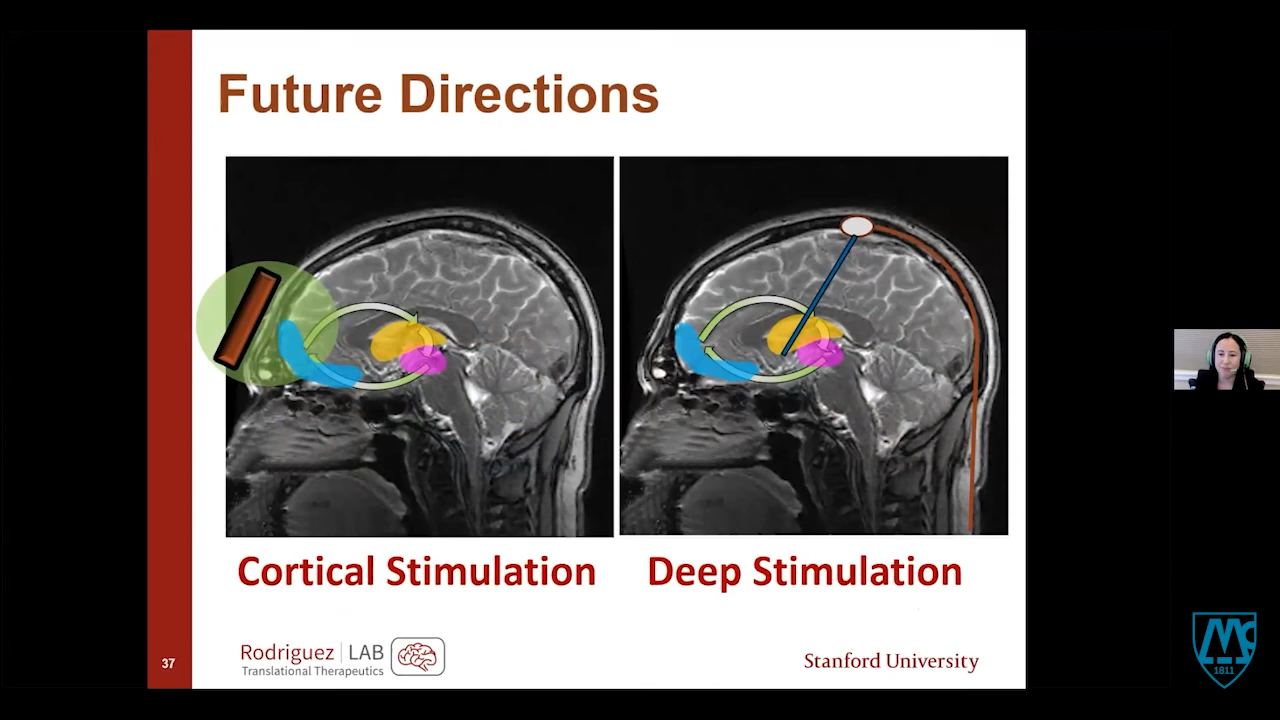 Future Directions
Cortical Stimulation
Deep Stimulation
Rodriguez | LAB
Translational Therapeutics
Stanford University
37
1811